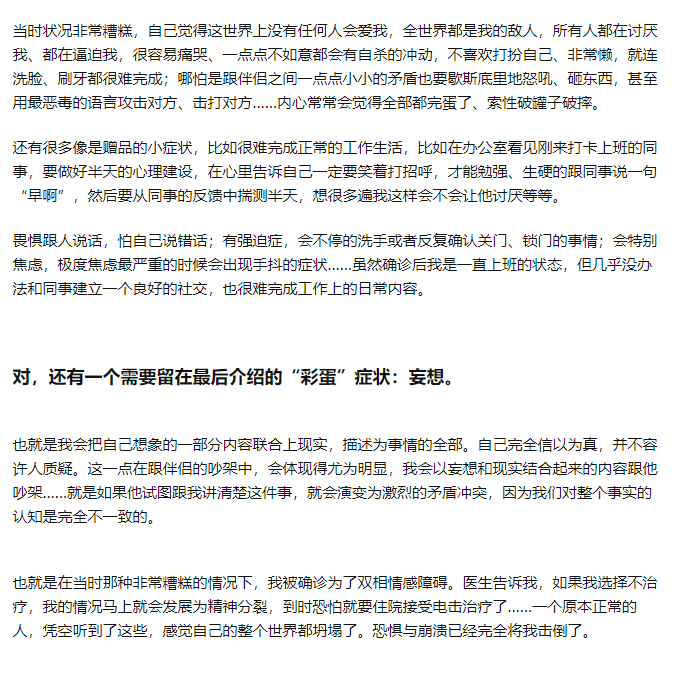 当时状况非常糟糕，自己觉得这世界上没有任何人会爱我，全世界都是我的敌人，所有人都在讨厌
我、都在逼迫我，很容易痛哭、一点点不如意都会有自杀的冲动，不喜欢打扮自己、非常懒，就连
洗脸、刷牙都很难完成；哪怕是跟伴侣之间一点点小小的矛盾也要歇斯底里地怒吼、砸东西，甚至
用最恶毒的语言攻击对方、击打对方......内心常常会觉得全部都完蛋了、索性破罐子破摔。
还有很多像是赠品的小症状，比如很难完成正常的工作生活，比如在办公室看见刚来打卡上班的同
事，要做好半天的心理建设，在心里告诉自己一定要笑着打招呼，才能勉强、生硬的跟同事说一句
“早啊”，然后要从同事的反馈中揣测半天，想很多遍我这样会不会让他讨厌等等。
畏惧跟人说话，怕自己说错话；有强迫症，会不停的洗手或者反复确认关门、锁门的事情；会特别
焦虑，极度焦虑最严重的时候会出现手抖的症状......虽然确诊后我是一直上班的状态，但几乎没办
法和同事建立一个良好的社交，也很难完成工作上的日常内容。
对，还有一个需要留在最后介绍的“彩蛋”症状：妄想。
也就是我会把自己想象的一部分内容联合上现实，描述为事情的全部。自己完全信以为真，并不容
许人质疑。这一点在跟伴侣的吵架中，会体现得尤为明显，我会以妄想和现实结合起来的内容跟他
吵架......就是如果他试图跟我讲清楚这件事，就会演变为激烈的矛盾冲突，因为我们对整个事实的
认知是完全不一致的。
也就是在当时那种非常糟糕的情况下，我被确诊为了双相情感障碍。医生告诉我，如果我选择不治
疗，我的情况马上就会发展为精神分裂，到时恐怕就要住院接受电击治疗了......一个原本正常的
人，凭空听到了这些，感觉自己的整个世界都坍塌了。恐惧与崩溃已经完全将我击倒了。